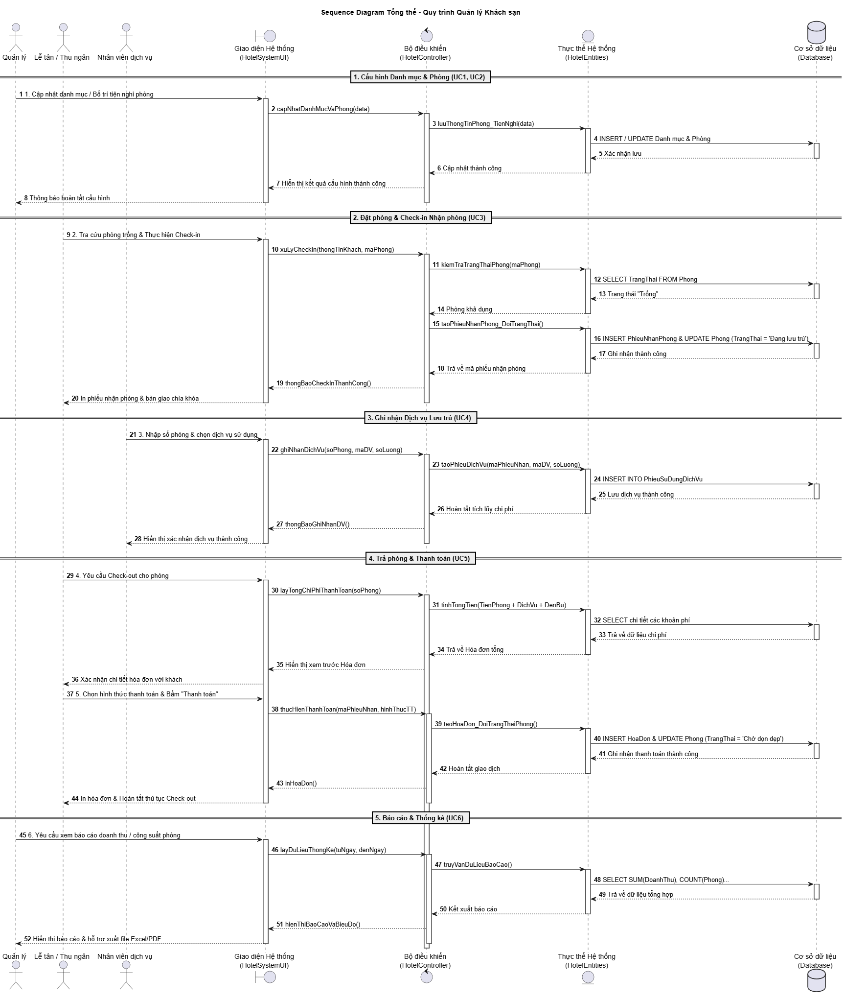 Sequence Diagram Tổng thể - Quy trình Quản lý Khách sạn
Quản lý
Lễ tân / Thu ngân
Nhân viên dịch vụ
Giao diện Hệ thống
(HotelSystemUI)
Bộ điều khiển
(HotelController)
Thực thể Hệ thống
(HotelEntities)
Cơ sở dữ liệu
(Database)
1. Cấu hình Danh mục & Phòng (UC1, UC2)
1 1. Cập nhật danh mục / Bố trí tiện nghi phòng
2 capNhatDanhMucVaPhong(data)
3 luuThongTinPhong_TienNghi(data)
4 INSERT / UPDATE Danh mục & Phòng
5 Xác nhận lưu
6 Cập nhật thành công
7 Hiển thị kết quả cấu hình thành công
8 Thông báo hoàn tất cấu hình
2. Đặt phòng & Check-in Nhận phòng (UC3)
9 2. Tra cứu phòng trống & Thực hiện Check-in
10 xuLyCheckIn(thongTinKhach, maPhong)
11 kiemTraTrangThaiPhong(maPhong)
12 SELECT TrangThai FROM Phong
13 Trạng thái "Trống"
14 Phòng khả dụng
15 taoPhieuNhanPhong_DoiTrangThai()
16 INSERT PhieuNhanPhong & UPDATE Phong (TrangThai = 'Đang lưu trú')
17 Ghi nhận thành công
18 Trả về mã phiếu nhận phòng
19 thongBaoCheckInThanhCong()
20 In phiếu nhận phòng & bàn giao chìa khóa
3. Ghi nhận Dịch vụ Lưu trú (UC4)
21 3. Nhập số phòng & chọn dịch vụ sử dụng
22 ghiNhanDichVu(soPhong, maDV, soLuong)
23 taoPhieuDichVu(maPhieuNhan, maDV, soLuong)
24 INSERT INTO PhieuSuDungDichVu
25 Lưu dịch vụ thành công
26 Hoàn tất tích lũy chi phí
27 thongBaoGhiNhanDV()
28 Hiển thị xác nhận dịch vụ thành công
4. Trả phòng & Thanh toán (UC5)
29 4. Yêu cầu Check-out cho phòng
30 layTongChiPhiThanhToan(soPhong)
31 tinhTongTien(TienPhong + DichVu + DenBu)
32 SELECT chi tiết các khoản phí
33 Trả về dữ liệu chi phí
34 Trả về Hóa đơn tổng
35 Hiển thị xem trước Hóa đơn
36 Xác nhận chi tiết hóa đơn với khách
37 5. Chọn hình thức thanh toán & Bấm "Thanh toán"
38 thucHienThanhToan(maPhieuNhan, hinhThucTT)
39 taoHoaDon_DoiTrangThaiPhong()
40 INSERT HoaDon & UPDATE Phong (TrangThai = 'Chờ dọn dẹp')
41 Ghi nhận thanh toán thành công
42 Hoàn tất giao dịch
43 inHoaDon()
44 In hóa đơn & Hoàn tất thủ tục Check-out
5. Báo cáo & Thống kê (UC6)
45 6. Yêu cầu xem báo cáo doanh thu / công suất phòng
46 layDuLieuThongKe(tuNgay, denNgay)
47 truyVanDuLieuBaoCao()
48 SELECT SUM(DoanhThu), COUNT(Phong)...
49 Trả về dữ liệu tổng hợp
50 Kết xuất báo cáo
51 hienThiBaoCaoVaBieuDo()
52 Hiển thị báo cáo & hỗ trợ xuất file Excel/PDF
Quản lý
Lễ tân / Thu ngân
Nhân viên dịch vụ
Giao diện Hệ thống
(HotelSystemUI)
Bộ điều khiển
(HotelController)
Thực thể Hệ thống
(HotelEntities)
Cơ sở dữ liệu
(Database)